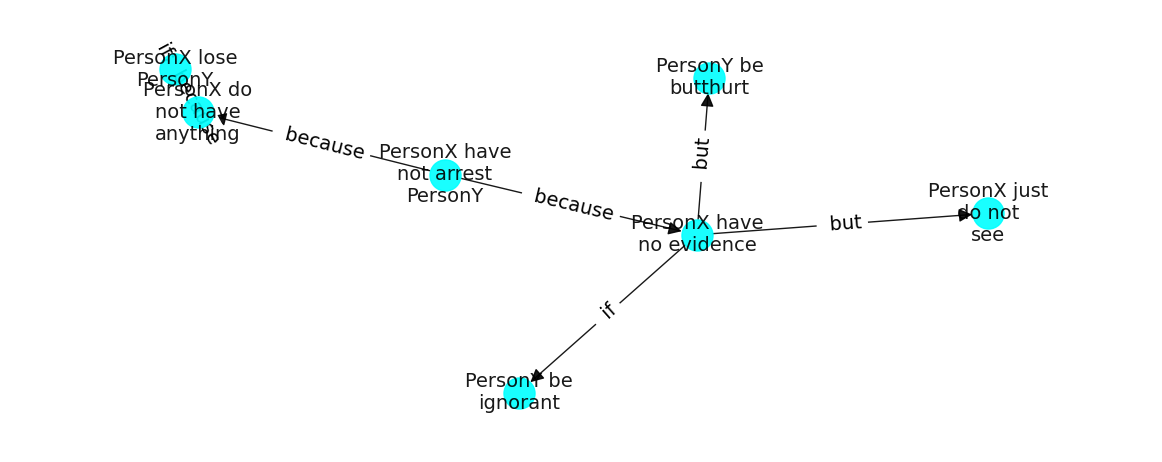 PersonX lose
PersonY
PersonX do
not have
anything
because
PersonX have
not arrest
PersonY
because
PersonX have
no evidence
PersonY be
butthurt
but
PersonX just
do not
see
but
if
PersonY be
ignorant